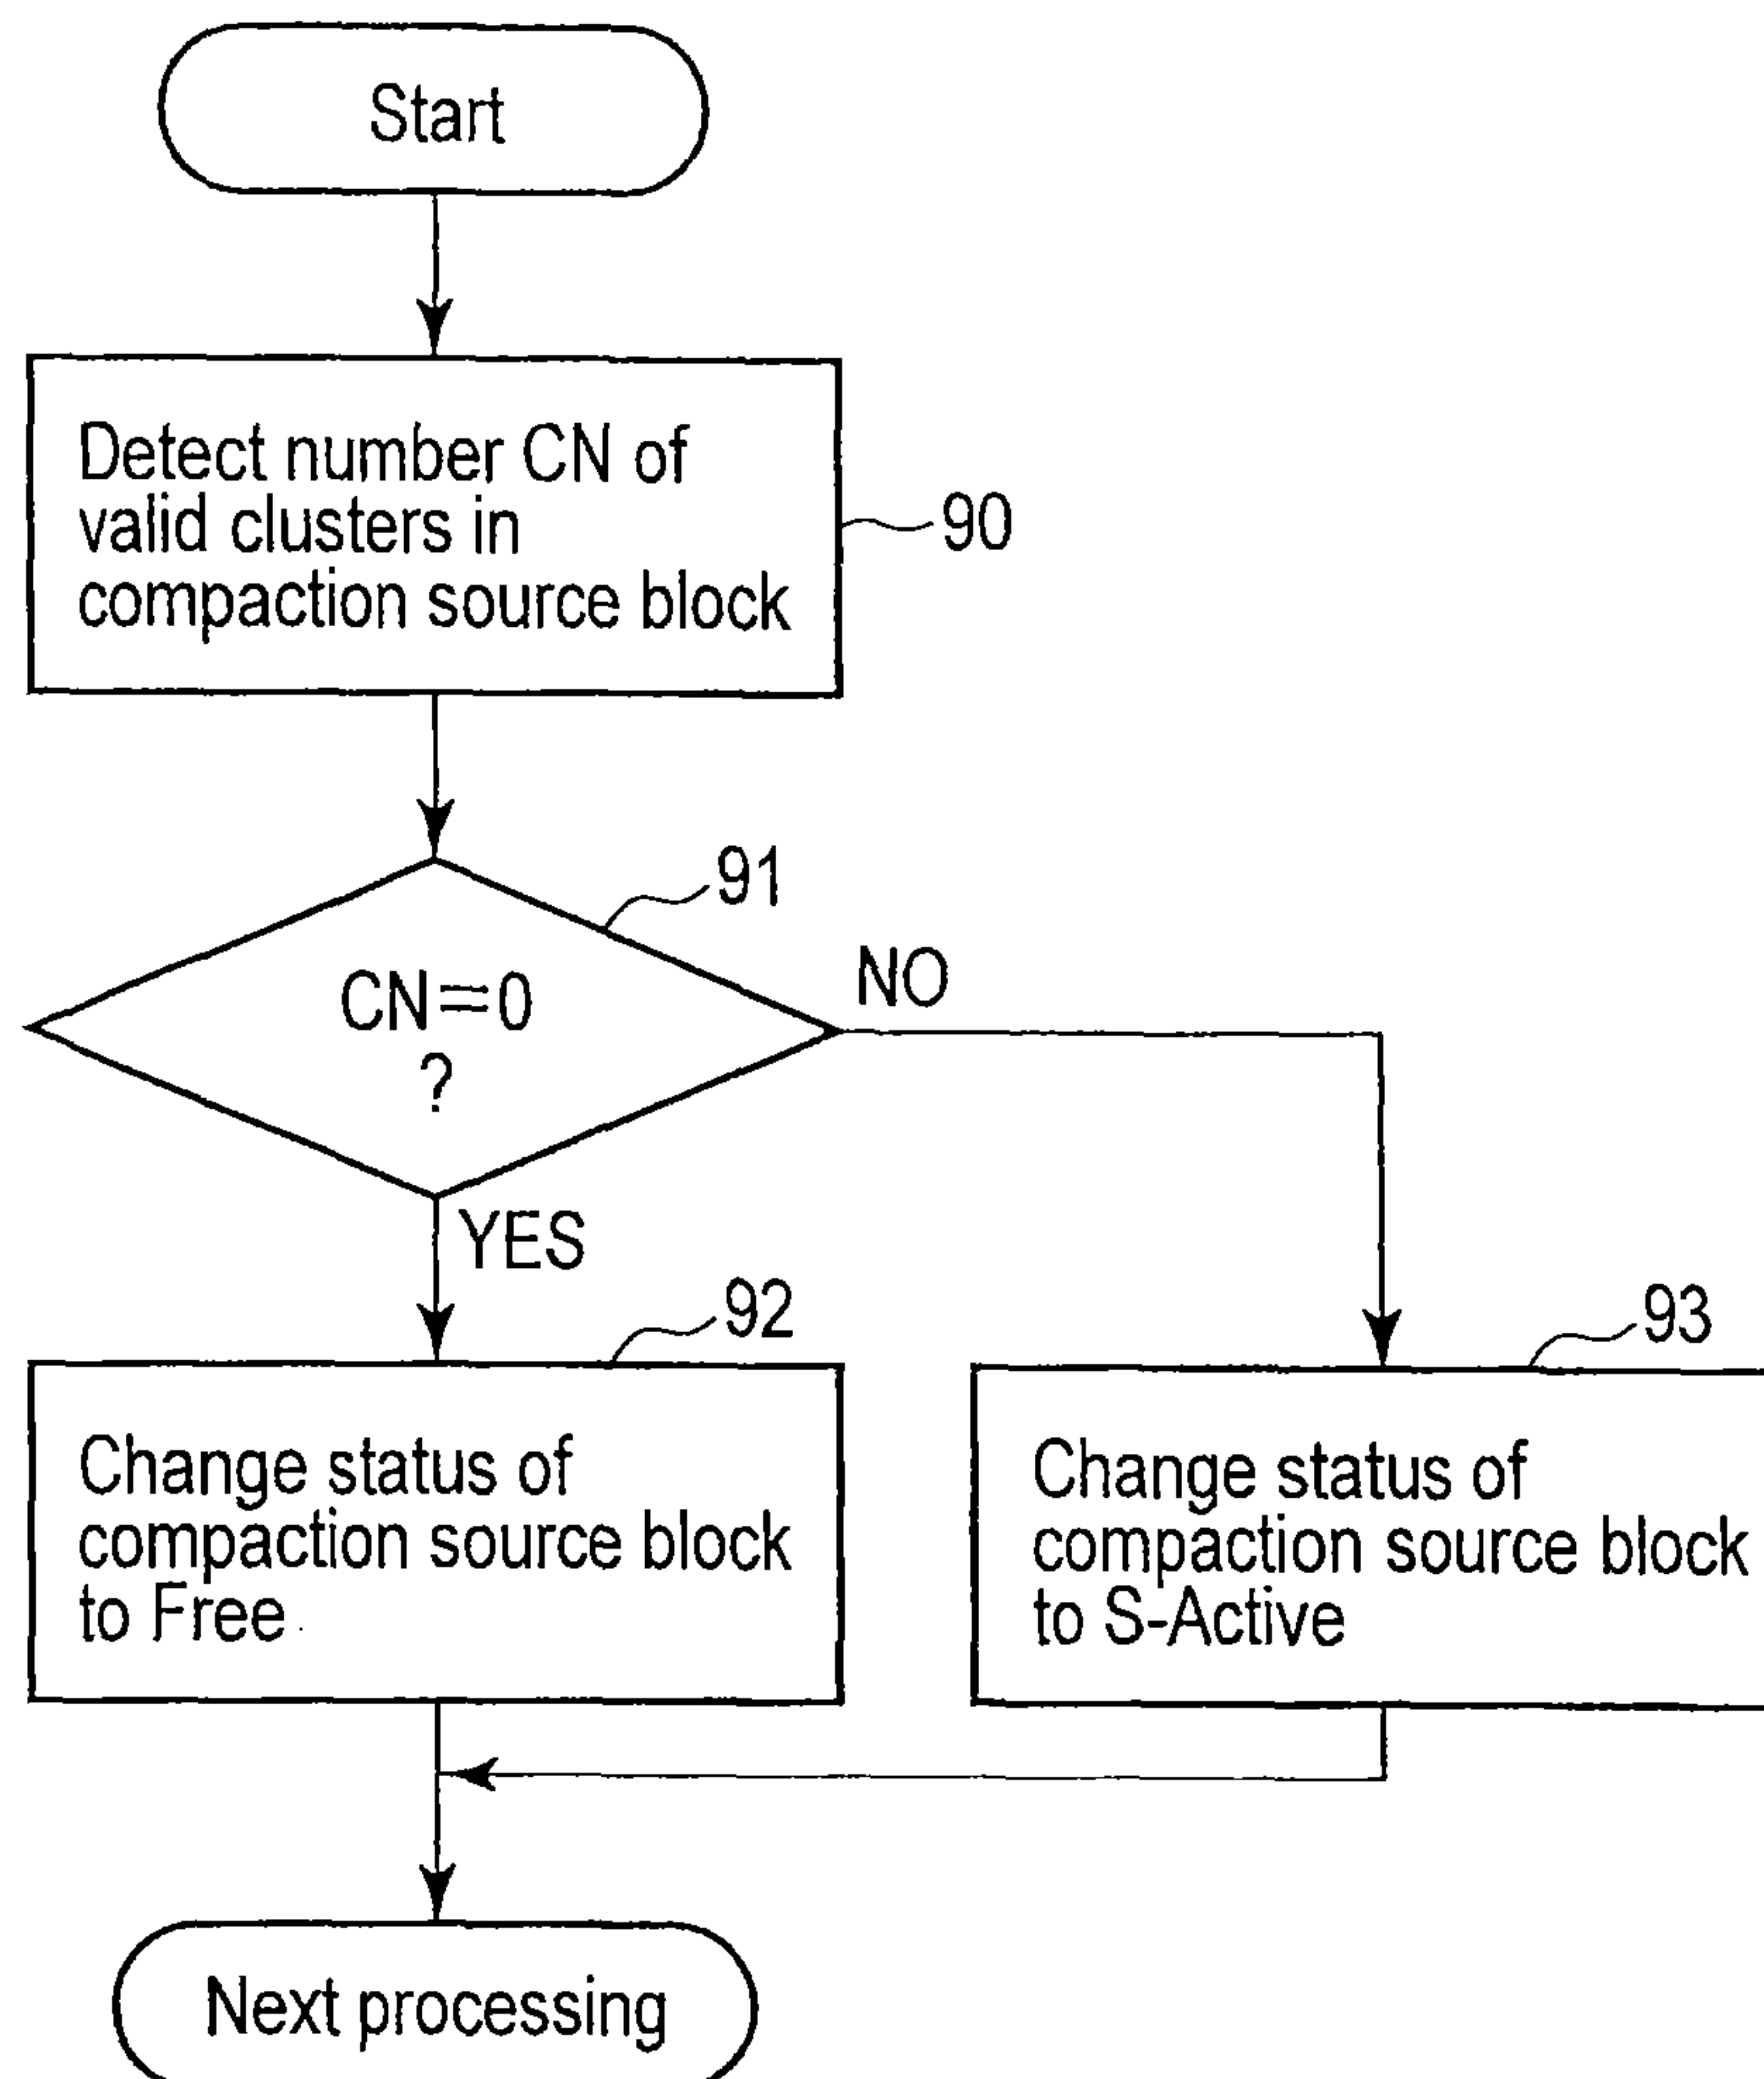 Start
Detect number CN of
valid clusters in
compaction source block
90
91
CN=0
?
NO
YES
92
93
Change status of
compaction source block
to Free
Change status of
compaction source block
to S-Active
Next processing